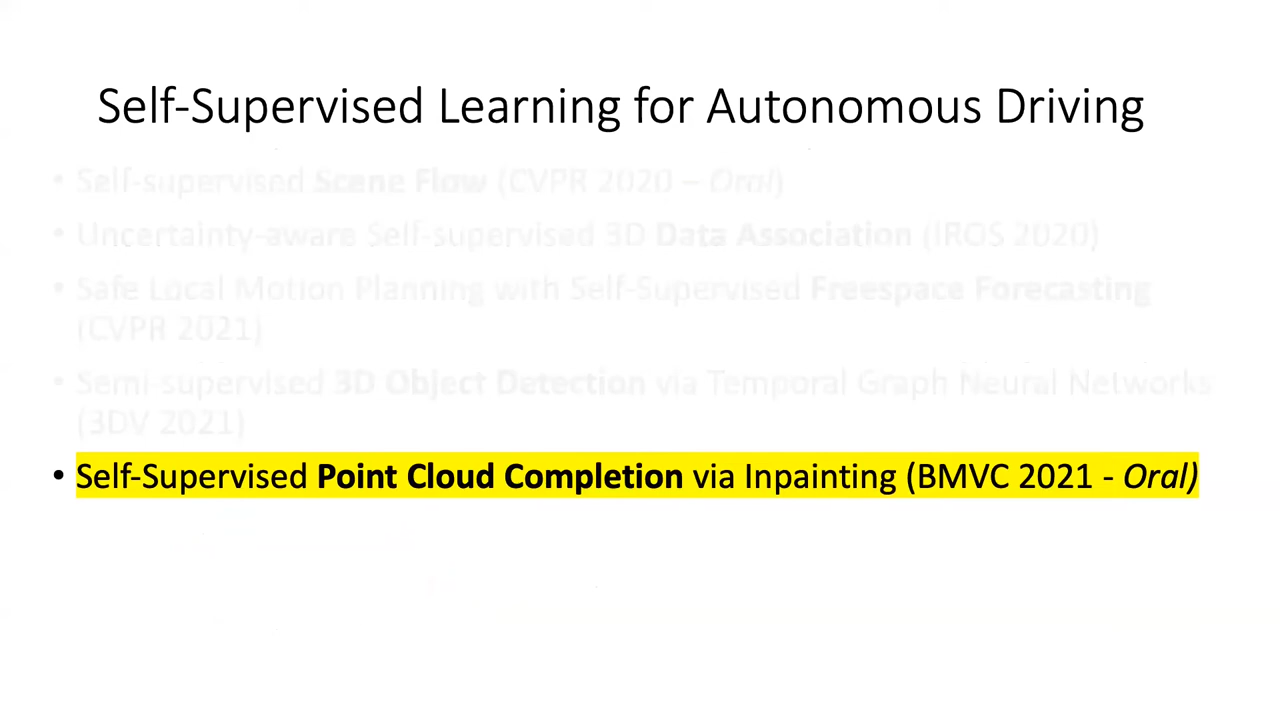 Self-Supervised Learning for Autonomous Driving
• Self-supervised Scene Flow (CVPR 2020 – Oral)
• Uncertainty-aware Self-supervised 3D Data Association (IROS 2020)
• Safe Local Motion Planning with Self-Supervised Freespace Forecasting
(CVPR 2021)
• Semi-supervised 3D Object Detection via Temporal Graph Neural Networks
(3DV 2021)
• Self-Supervised Point Cloud Completion via Inpainting (BMVC 2021 - Oral)